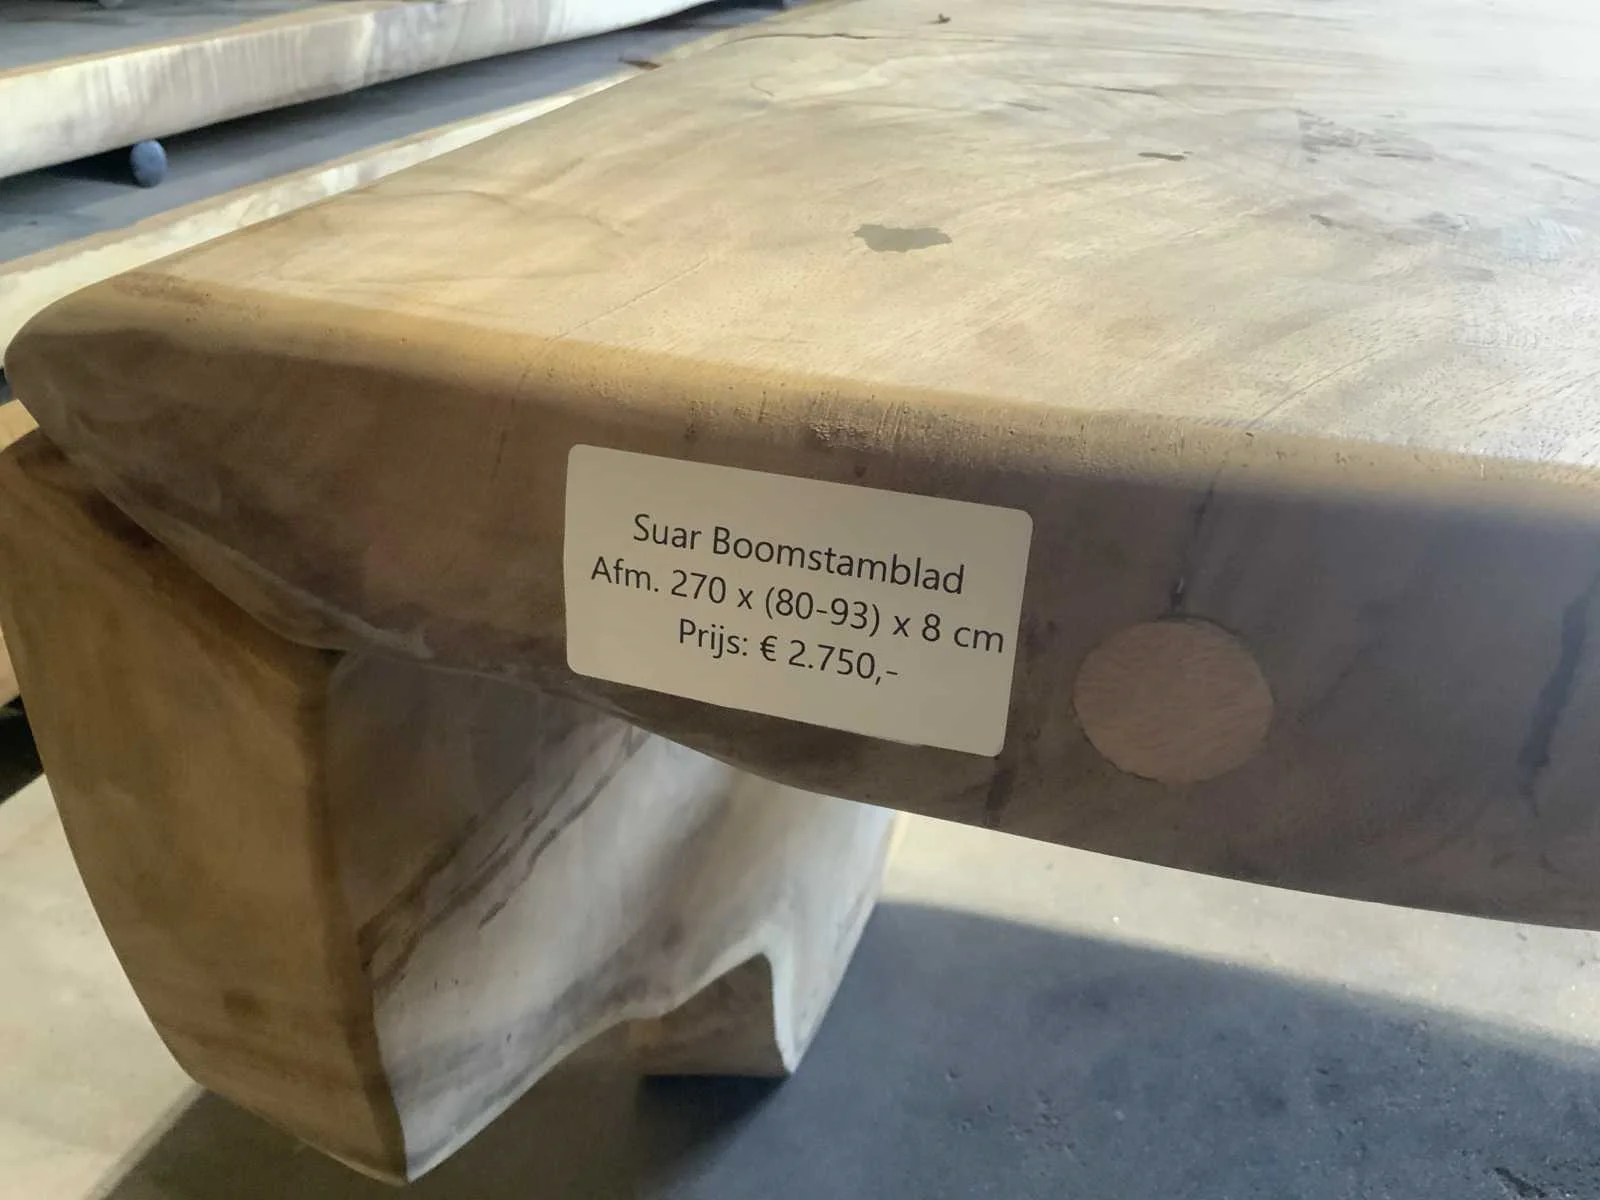 Suar Boomstamblad
Afm. 270 x (80-93) x 8 cm
Prijs: € 2.750,-